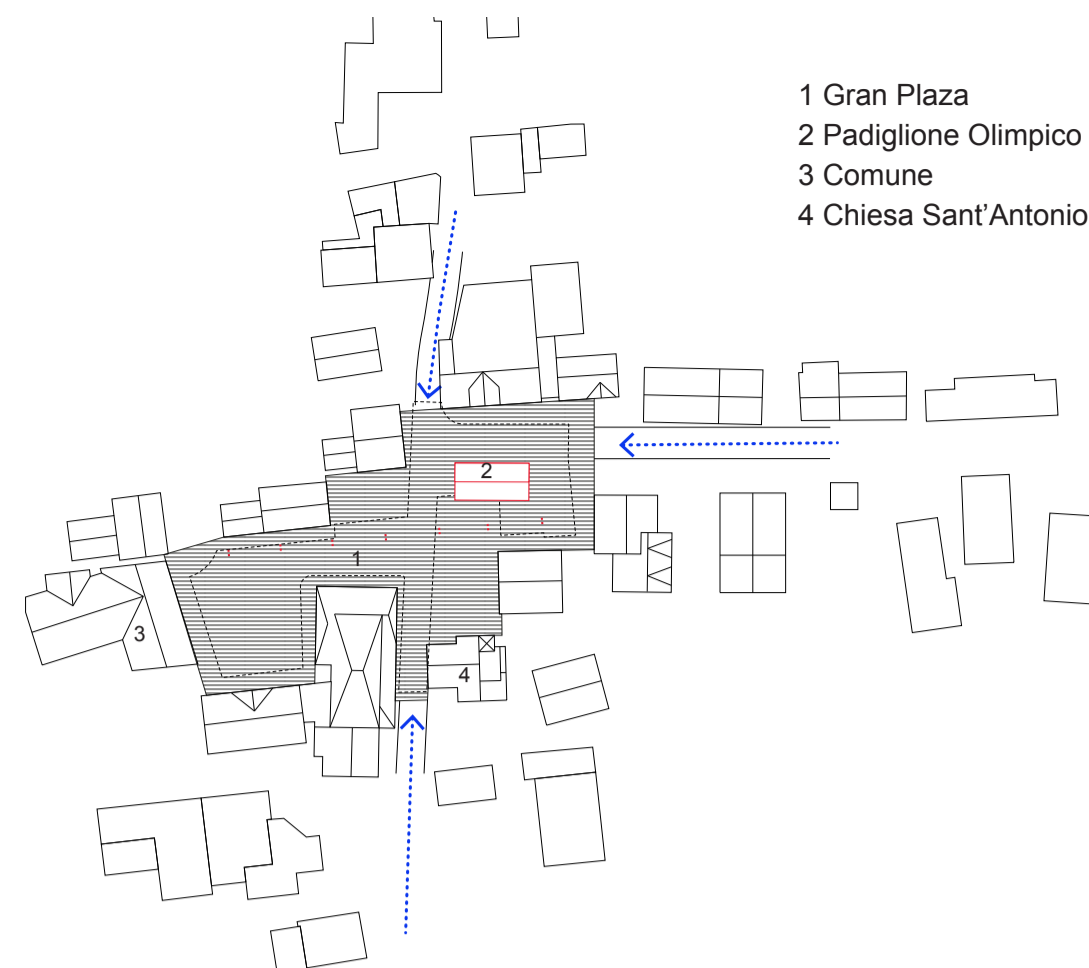 1 Gran Plaza
2 Padiglione Olimpico
3 Comune
4 Chiesa Sant’Antonio
2
1
3
4